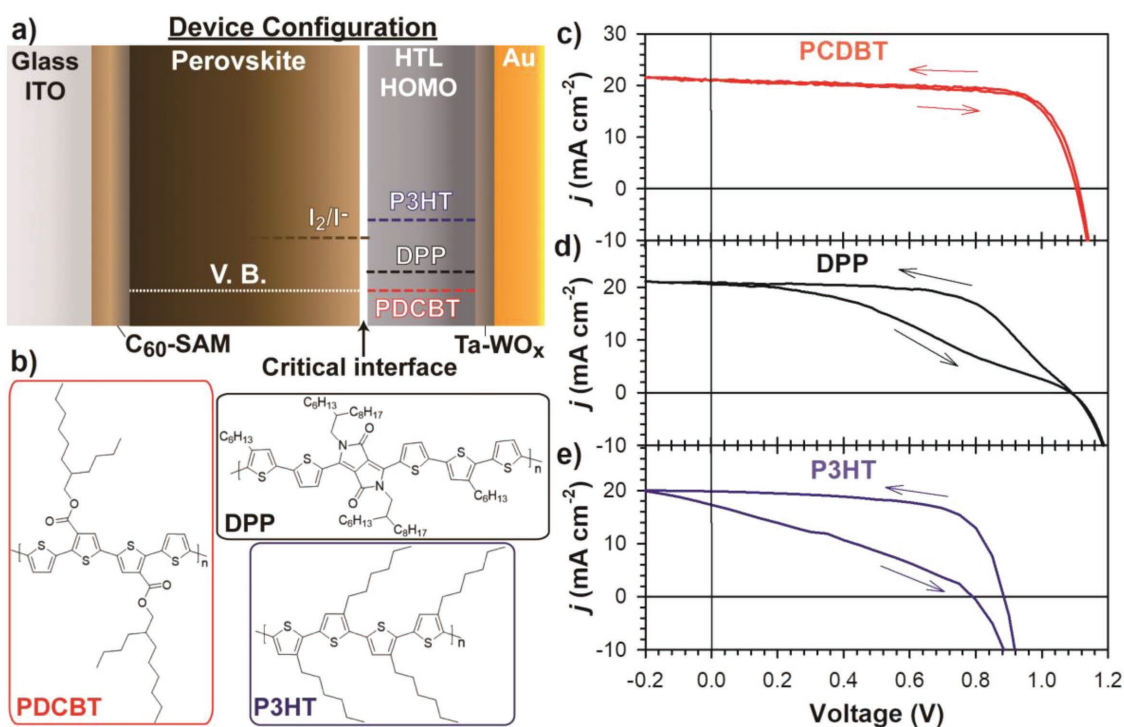 a)
Device Configuration
Glass
ITO
Perovskite
HTL
HOMO
Au
P3HT
I₂/I⁻
DPP
V. B.
PDCBT
C₆₀-SAM
Critical interface
Ta-WOₓ
b)
C₆H₁₃
C₈H₁₇
C₆H₁₃
N
O
S
S
S
S
S
n
O
N
C₆H₁₃
C₆H₁₃
C₈H₁₇
DPP
O
O
S
S
S
S
n
O
O
PDCBT
S
S
S
S
n
P3HT
c)
PCDBT
30
20
10
0
-10
j (mA cm⁻²)
d)
DPP
30
20
10
0
-10
j (mA cm⁻²)
e)
P3HT
20
10
0
-10
j (mA cm⁻²)
-0.2 0.0 0.2 0.4 0.6 0.8 1.0 1.2
Voltage (V)